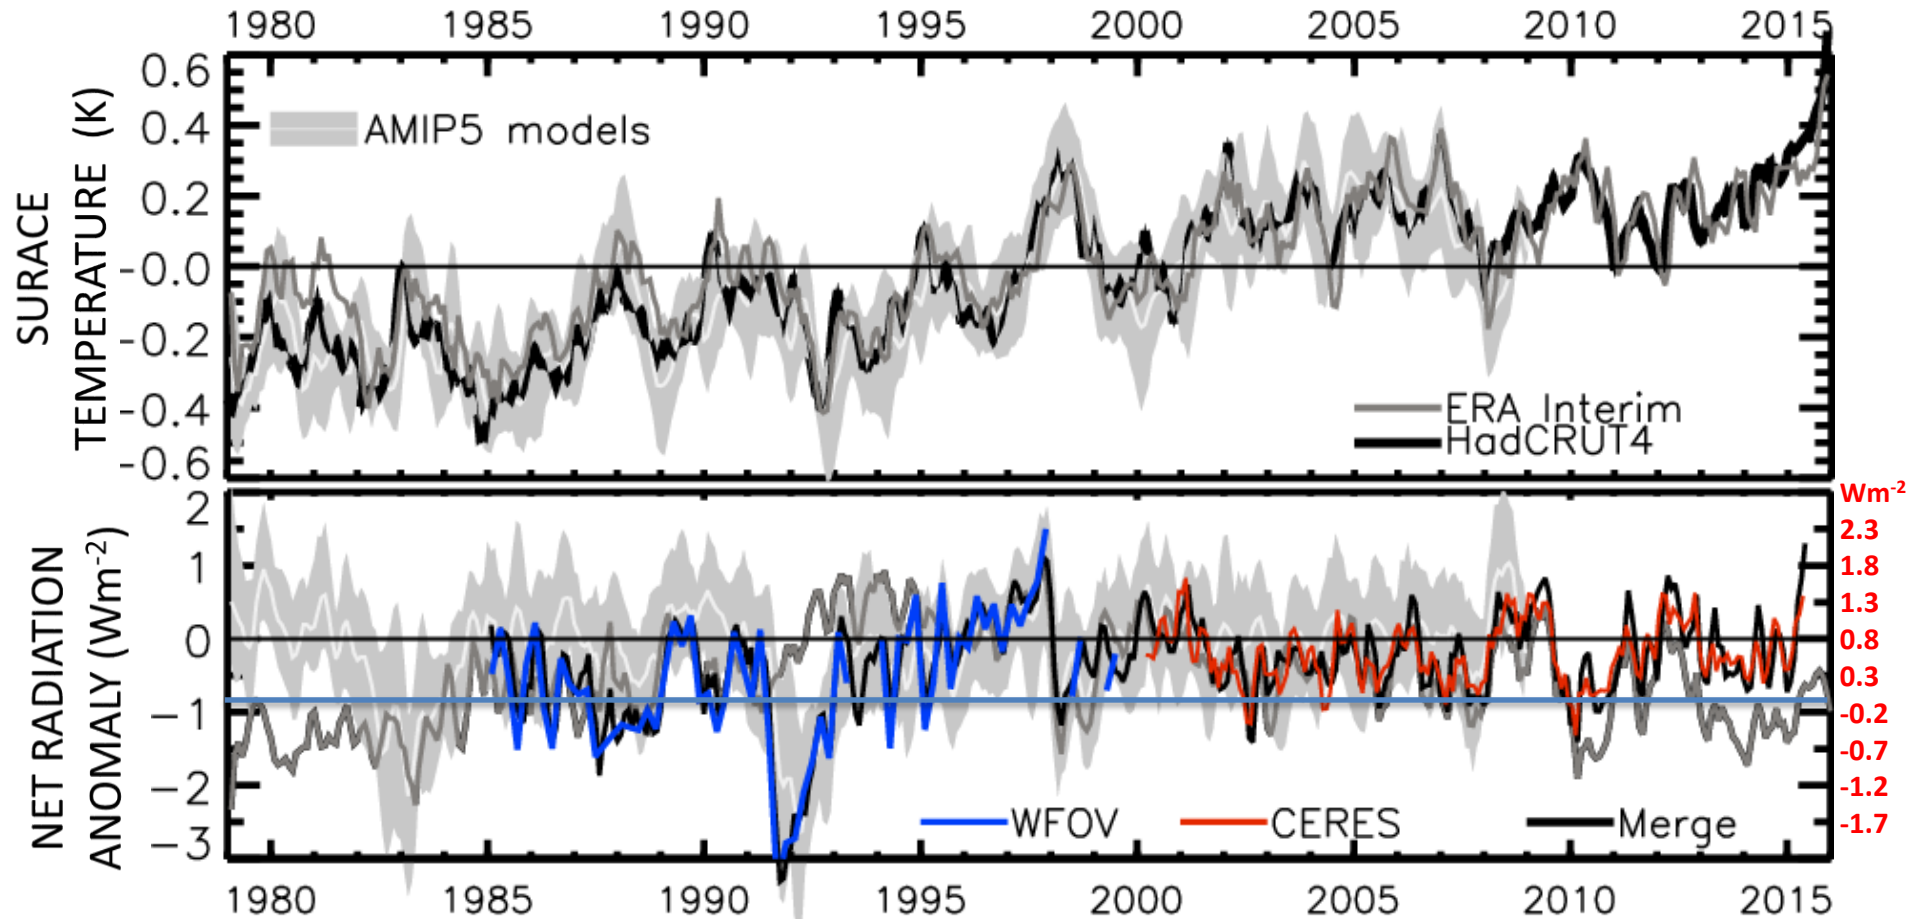 1980 1985 1990 1995 2000 2005 2010 2015
SURACE
TEMPERATURE (K)
0.6
0.4
0.2
-0.0
-0.2
-0.4
-0.6
AMIP5 models
ERA Interim
HadCRUT4
NET RADIATION
ANOMALY (Wm-2)
2
1
0
-1
-2
-3
Wm-2
2.3
1.8
1.3
0.8
0.3
-0.2
-0.7
-1.2
-1.7
WFOV CERES Merge
1980 1985 1990 1995 2000 2005 2010 2015